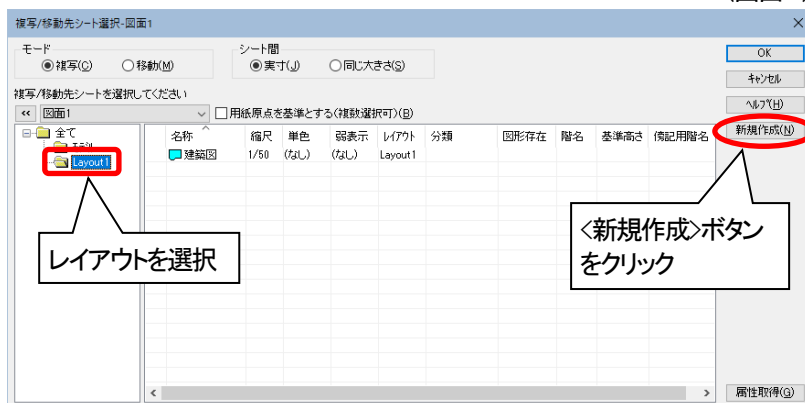 複写/移動先シート選択-図面1
モード
複写(C) 移動(M)
シート間
実寸(J) 同じ大きさ(S)
OK
キャンセル
ヘルプ(H)
新規作成(N)
複写/移動先シートを選択してください
<< 図面1 用紙原点を基準とする(複数選択可)(B)
全て
モデル
Layout1
名称 縮尺 単色 弱表示 レイアウト 分類 図形存在 階名 基準高さ 傍記用階名
建築図 1/50 (なし) (なし) Layout1
レイアウトを選択
<新規作成>ボタン
をクリック
属性取得(G)